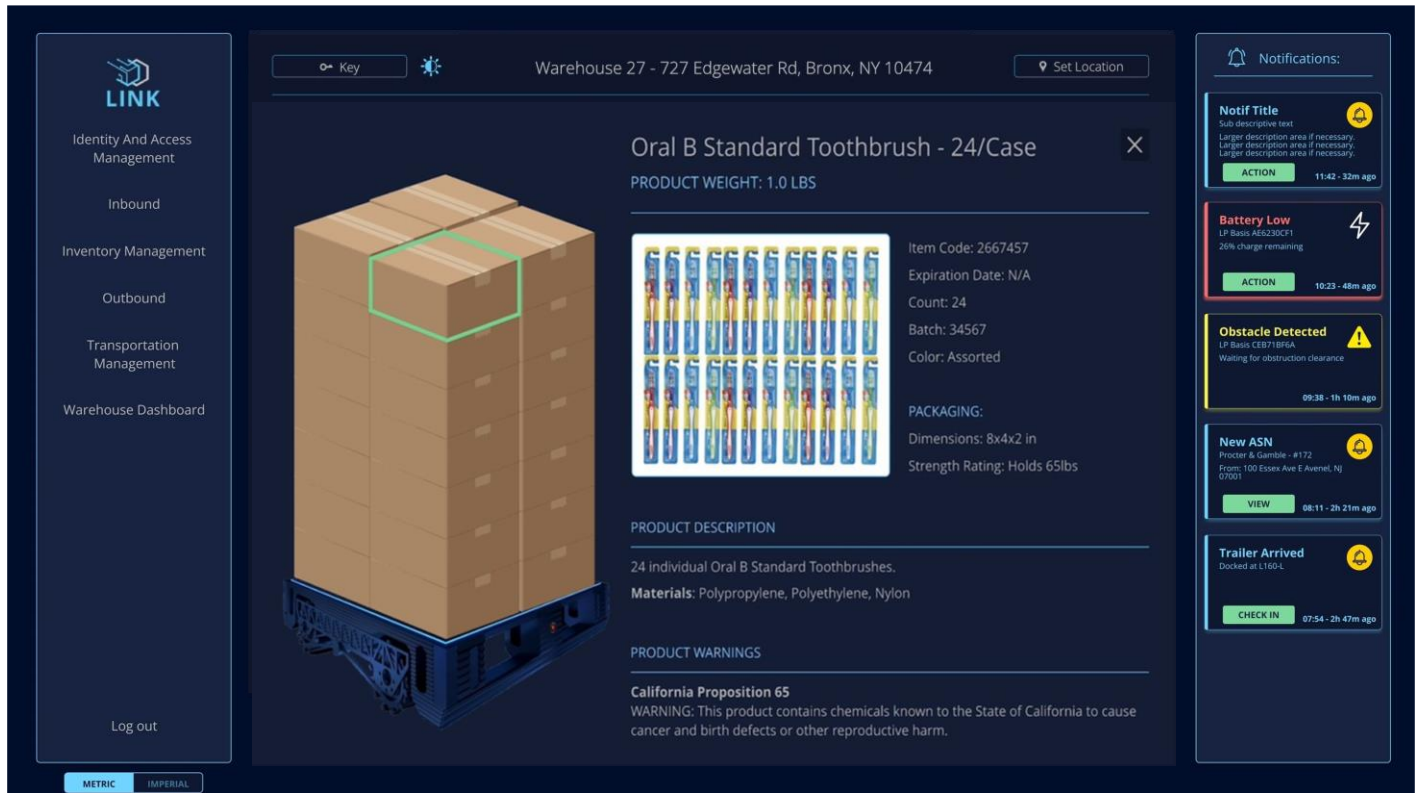 LINK
Identity And Access
Management
Inbound
Inventory Management
Outbound
Transportation
Management
Warehouse Dashboard
Log out
METRIC
IMPERIAL
Key
Warehouse 27 - 727 Edgewater Rd, Bronx, NY 10474
Set Location
Oral B Standard Toothbrush - 24/Case
PRODUCT WEIGHT: 1.0 LBS
Item Code: 2667457
Expiration Date: N/A
Count: 24
Batch: 34567
Color: Assorted
PACKAGING:
Dimensions: 8x4x2 in
Strength Rating: Holds 65lbs
PRODUCT DESCRIPTION
24 individual Oral B Standard Toothbrushes.
Materials: Polypropylene, Polyethylene, Nylon
PRODUCT WARNINGS
California Proposition 65
WARNING: This product contains chemicals known to the State of California to cause
cancer and birth defects or other reproductive harm.
Notifications:
Notif Title
Sub descriptive text
Larger description area if necessary.
Larger description area if necessary.
Larger description area if necessary.
ACTION
11:42 - 32m ago
Battery Low
LP Basis AE6230CF1
26% charge remaining
ACTION
10:23 - 48m ago
Obstacle Detected
LP Basis CEB71BF6A
Waiting for obstruction clearance
09:38 - 1h 10m ago
New ASN
Procter & Gamble - #172
From: 100 Essex Ave E Avenel, NJ
07001
VIEW
08:11 - 2h 21m ago
Trailer Arrived
Docked at L160-L
CHECK IN
07:54 - 2h 47m ago